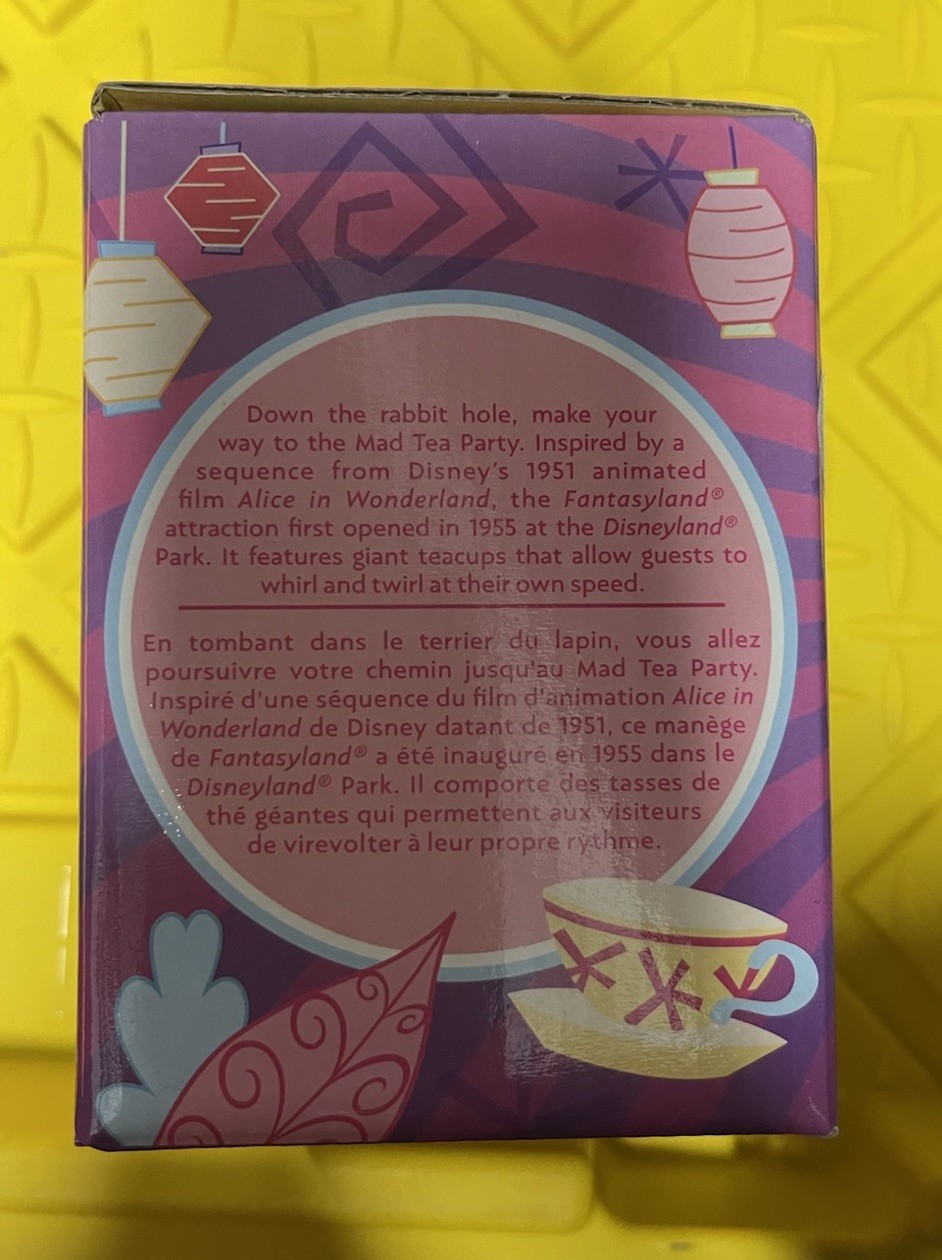 Down the rabbit hole, make your
way to the Mad Tea Party. Inspired by a
sequence from Disney's 1951 animated
film Alice in Wonderland, the Fantasyland®
attraction first opened in 1955 at the Disneyland®
Park. It features giant teacups that allow guests to
whirl and twirl at their own speed.
En tombant dans le terrier du lapin, vous allez
poursuivre votre chemin jusqu'au Mad Tea Party.
Inspiré d'une séquence du film d'animation Alice in
Wonderland de Disney datant de 1951, ce manège
de Fantasyland® a été inauguré en 1955 dans le
Disneyland® Park. Il comporte des tasses de
thé géantes qui permettent aux visiteurs
de virevolter à leur propre rythme.